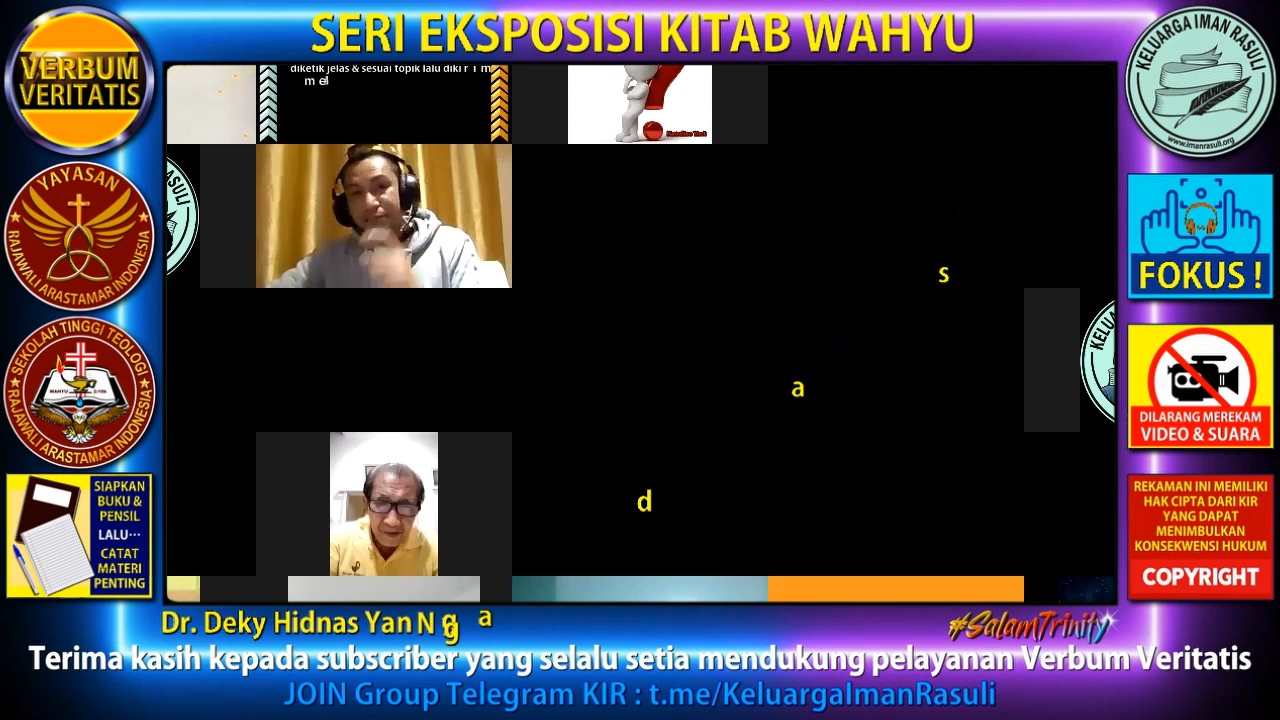 SERI EKSPOSISI KITAB WAHYU
VERBUM
VERITATIS
YAYASAN
RAJAWALI ARASTAMAR INDONESIA
SEKOLAH TINGGI TEOLOGI
RAJAWALI ARASTAMAR INDONESIA
SIAPKAN
BUKU &
PENSIL
LALU...
CATAT
MATERI
PENTING
diketik jelas & sesuai topik lalu
s
a
d
KELUARGA IMAN RASULI
www.imanrasuli.org
FOKUS !
DILARANG MEREKAM
VIDEO & SUARA
REKAMAN INI MEMILIKI
HAK CIPTA DARI KIR
YANG DAPAT
MENIMBULKAN
KONSEKWENSI HUKUM
COPYRIGHT
Dr. Deky Hidnas Yan N g a
#SalamTrinity
Terima kasih kepada subscriber yang selalu setia mendukung pelayanan Verbum Veritatis
JOIN Group Telegram KIR : t.me/KeluargaImanRasuli